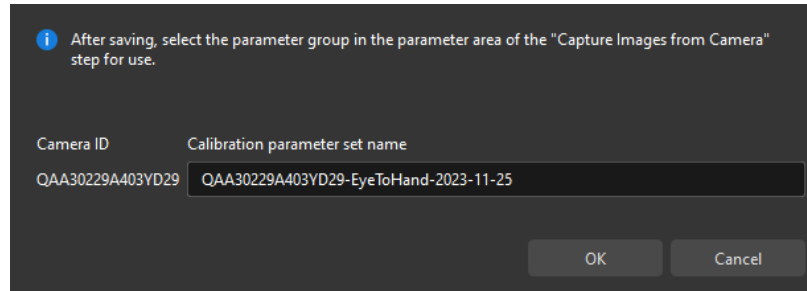 After saving, select the parameter group in the parameter area of the "Capture Images from Camera"
step for use.
Camera ID Calibration parameter set name
QAA30229A403YD29 QAA30229A403YD29-EyeToHand-2023-11-25
OK Cancel